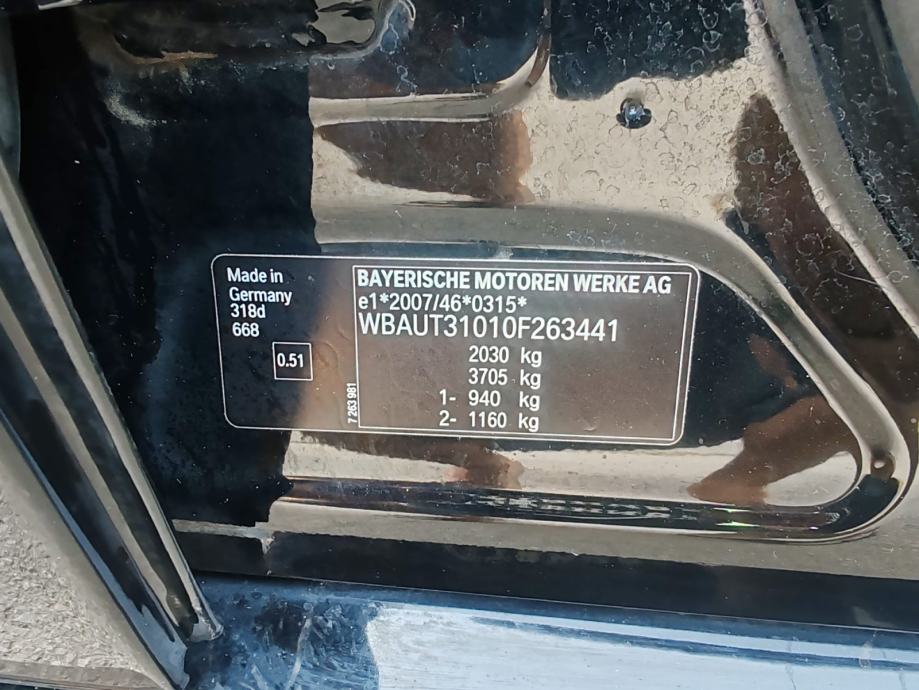 Made in
Germany
318d
668
0.51
7 263 981
BAYERISCHE MOTOREN WERKE AG
e1*2007/46*0315*
WBAUT31010F263441
2030 kg
3705 kg
1- 940 kg
2- 1160 kg